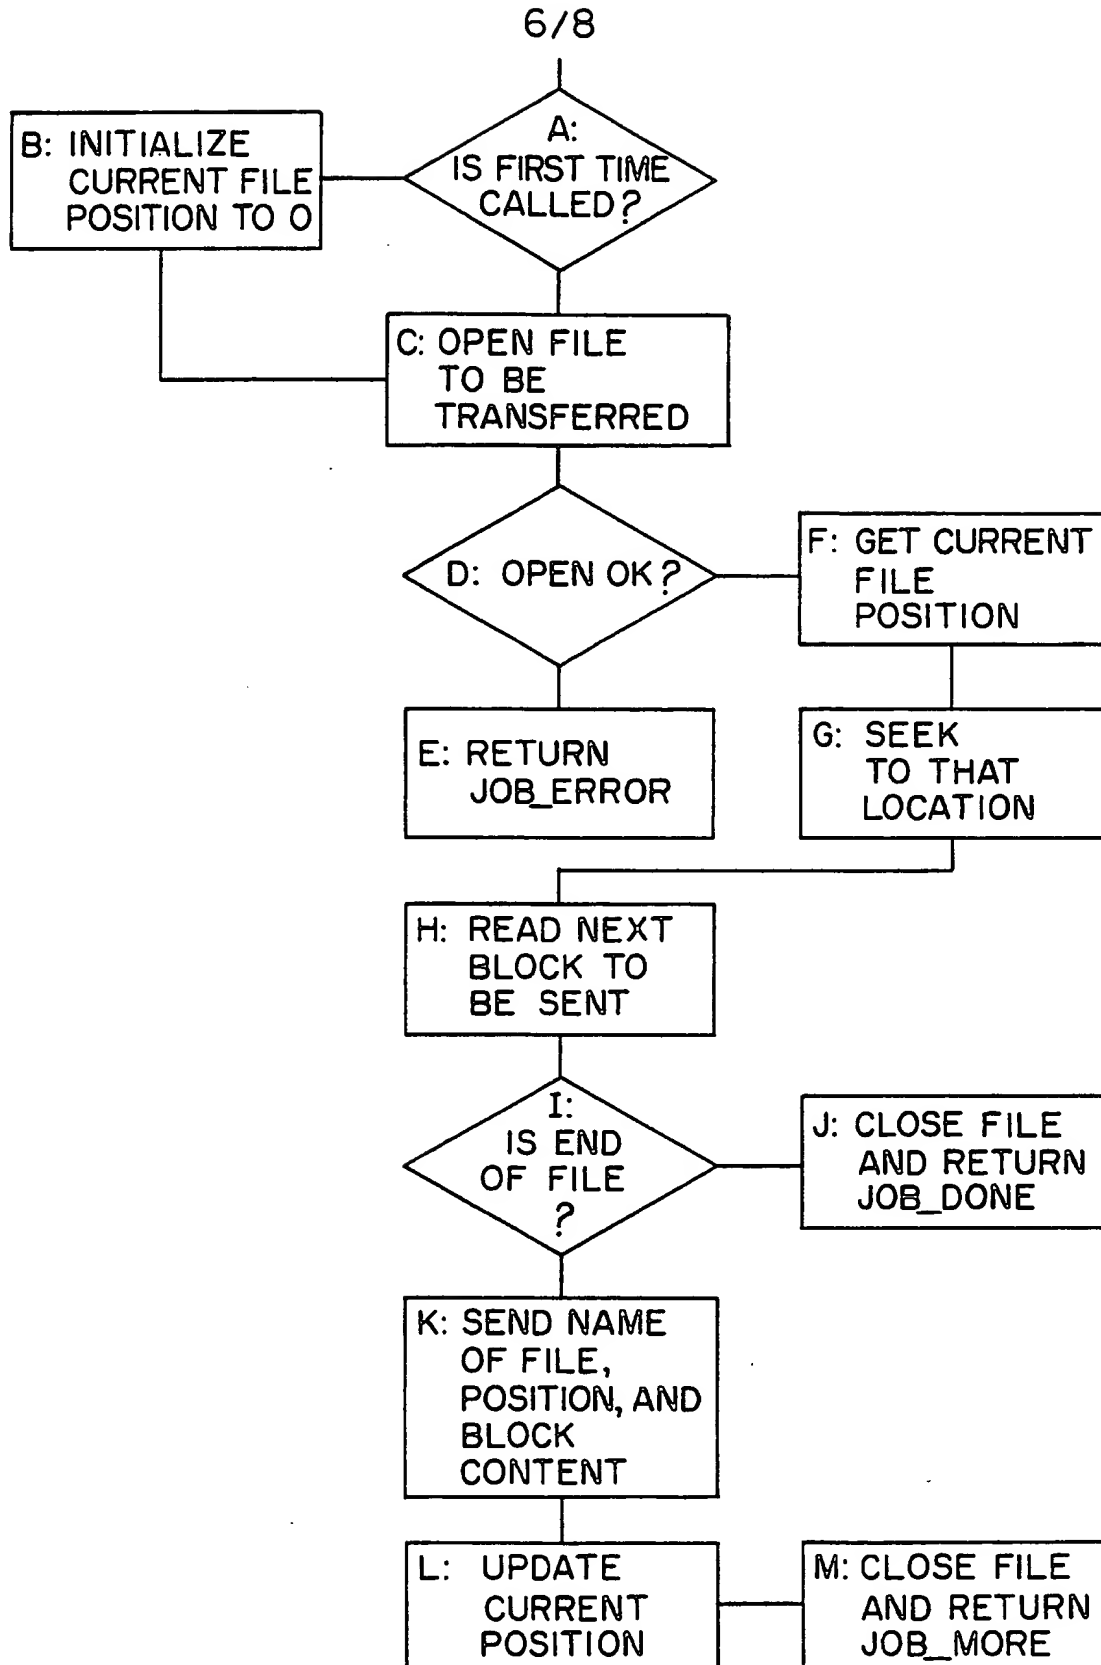 6/8
A:
IS FIRST TIME
CALLED?
B: INITIALIZE
CURRENT FILE
POSITION TO 0
C: OPEN FILE
TO BE
TRANSFERRED
D: OPEN OK?
F: GET CURRENT
FILE
POSITION
E: RETURN
JOB_ERROR
G: SEEK
TO THAT
LOCATION
H: READ NEXT
BLOCK TO
BE SENT
I:
IS END
OF FILE
?
J: CLOSE FILE
AND RETURN
JOB_DONE
K: SEND NAME
OF FILE,
POSITION, AND
BLOCK
CONTENT
L: UPDATE
CURRENT
POSITION
M: CLOSE FILE
AND RETURN
JOB_MORE